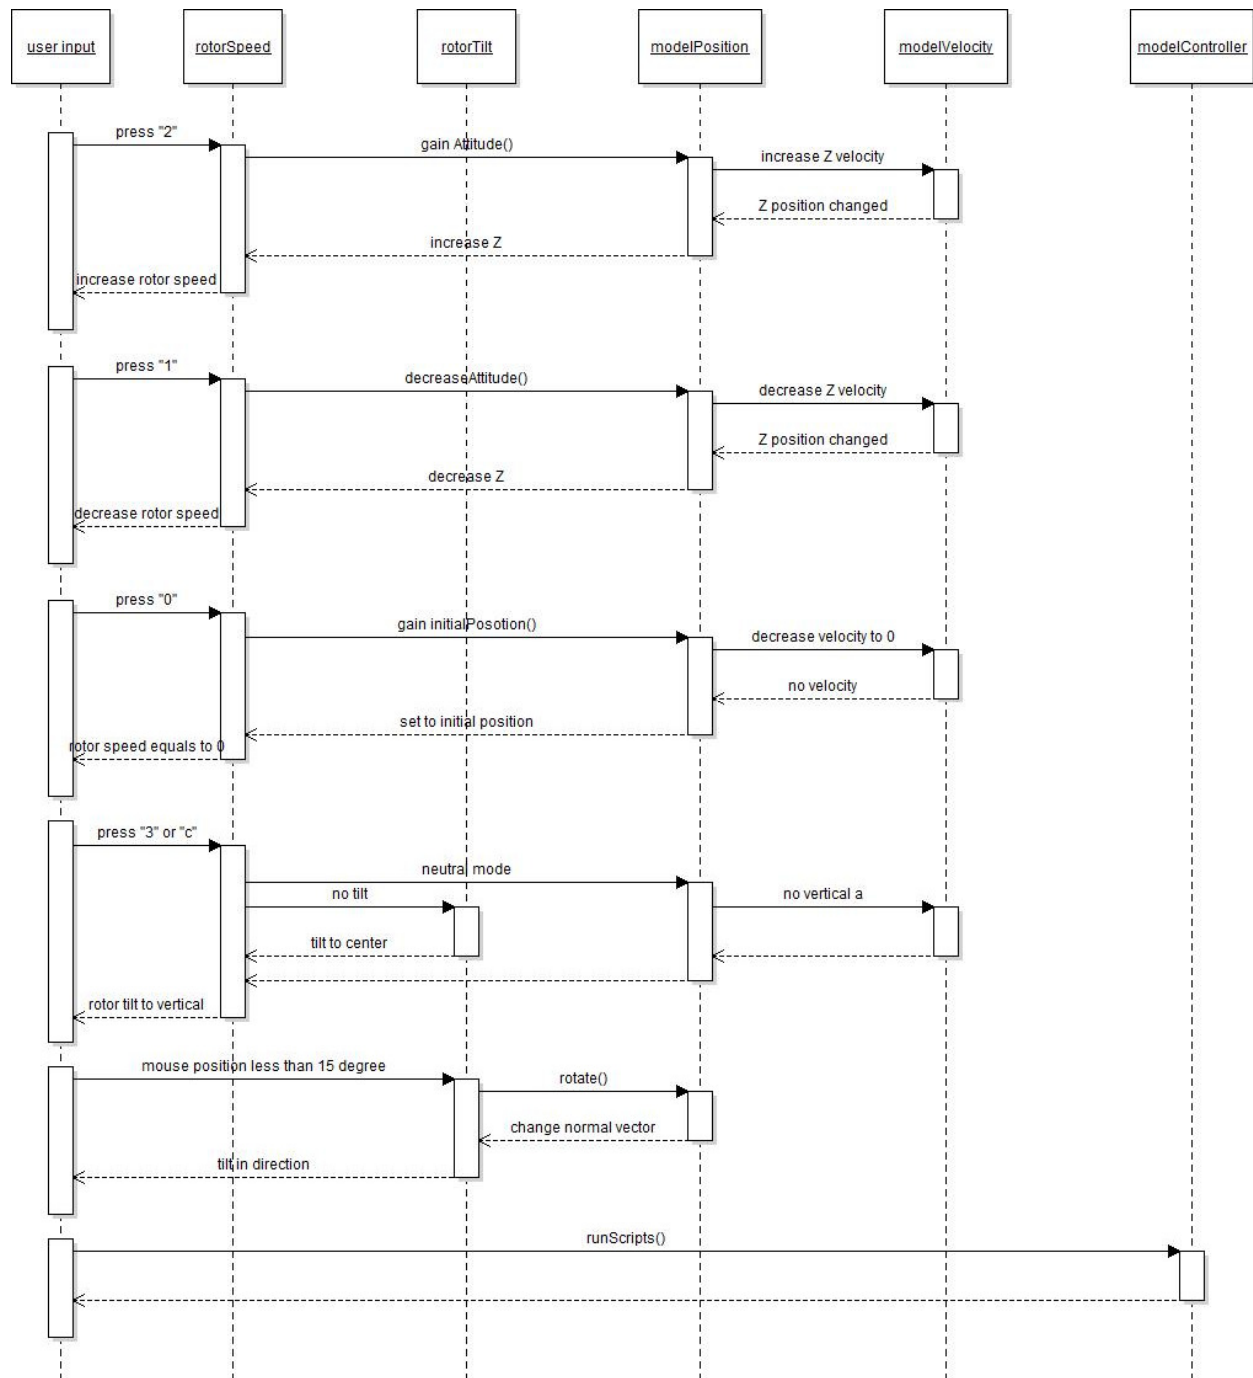 user input
rotorSpeed
rotorTilt
modelPosition
modelVelocity
modelController
press "2"
gain Attitude()
increase Z velocity
Z position changed
increase Z
increase rotor speed
press "1"
decreaseAttitude()
decrease Z velocity
Z position changed
decrease Z
decrease rotor speed
press "0"
gain initialPosotion()
decrease velocity to 0
no velocity
set to initial position
rotor speed equals to 0
press "3" or "c"
neutral mode
no tilt
no vertical a
tilt to center
rotor tilt to vertical
mouse position less than 15 degree
rotate()
change normal vector
tilt in direction
runScripts()